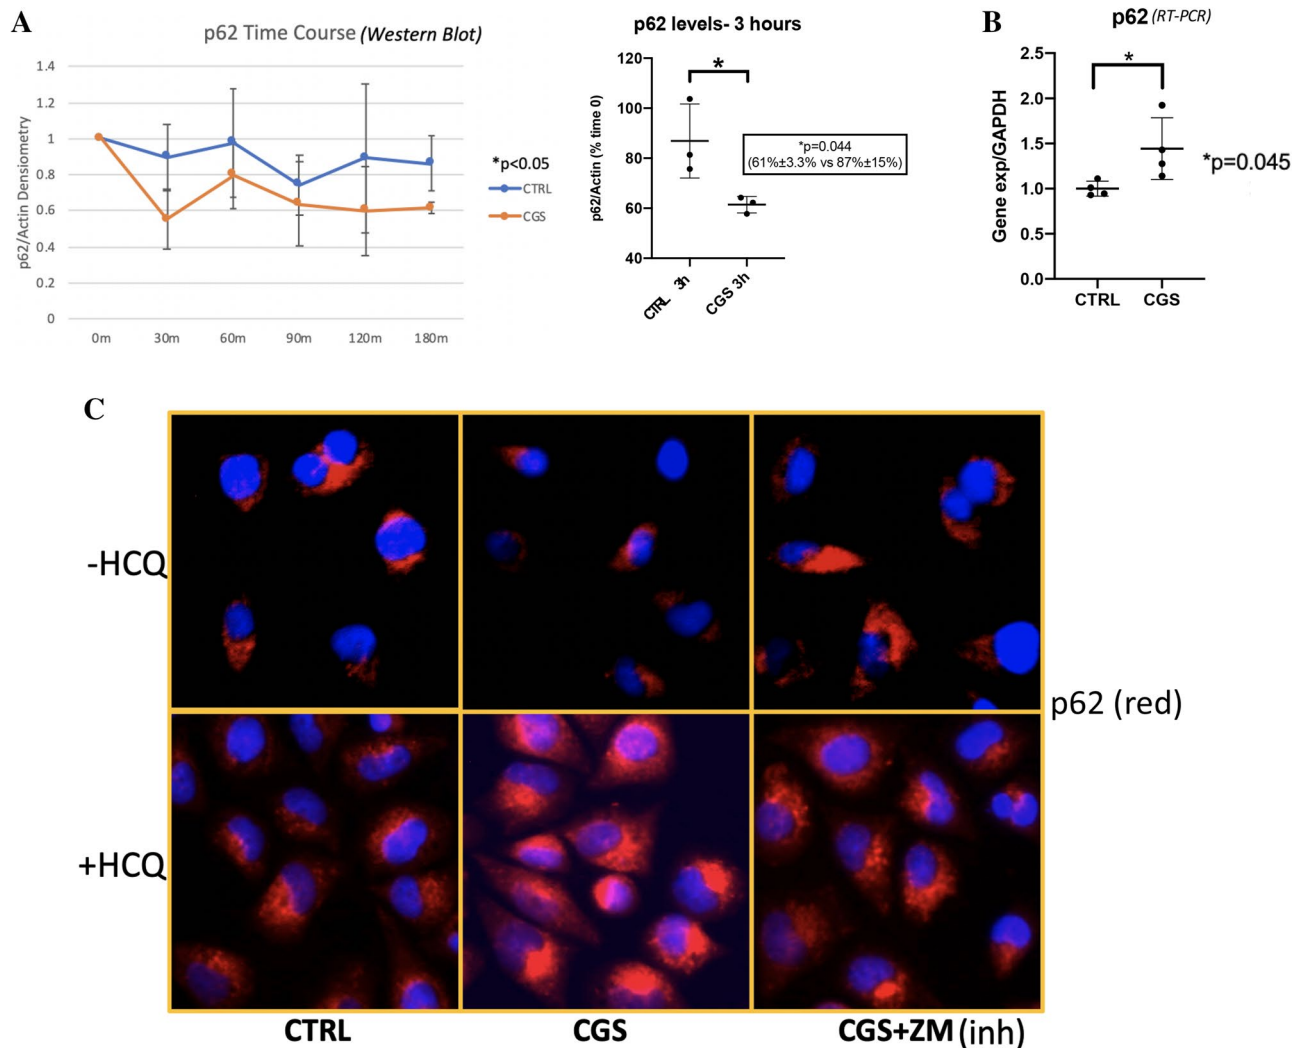 A
p62 Time Course (Western Blot)
1.4
1.2
1
0.8
0.6
0.4
0.2
0
p62/Actin Densiometry
0m 30m 60m 90m 120m 180m
*p<0.05
CTRL
CGS
p62 levels- 3 hours
120
100
80
60
40
p62/Actin (% time 0)
*
*p=0.044
(61%±3.3% vs 87%±15%)
CTRL 3h
CGS 3h
B
p62 (RT-PCR)
2.5
2.0
1.5
1.0
0.5
0.0
Gene exp/GAPDH
*
*p=0.045
CTRL CGS
C
-HCQ
+HCQ
p62 (red)
CTRL CGS CGS+ZM (inh)